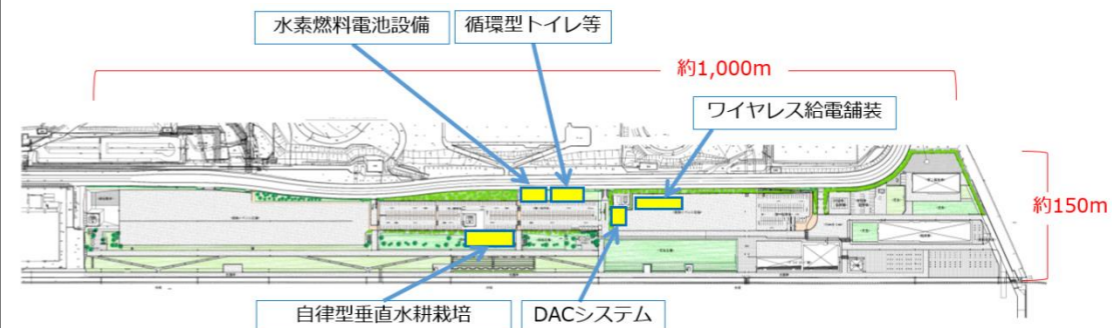 水素燃料電池設備
循環型トイレ等
約1,000m
ワイヤレス給電舗装
約150m
自律型垂直水耕栽培
DACシステム